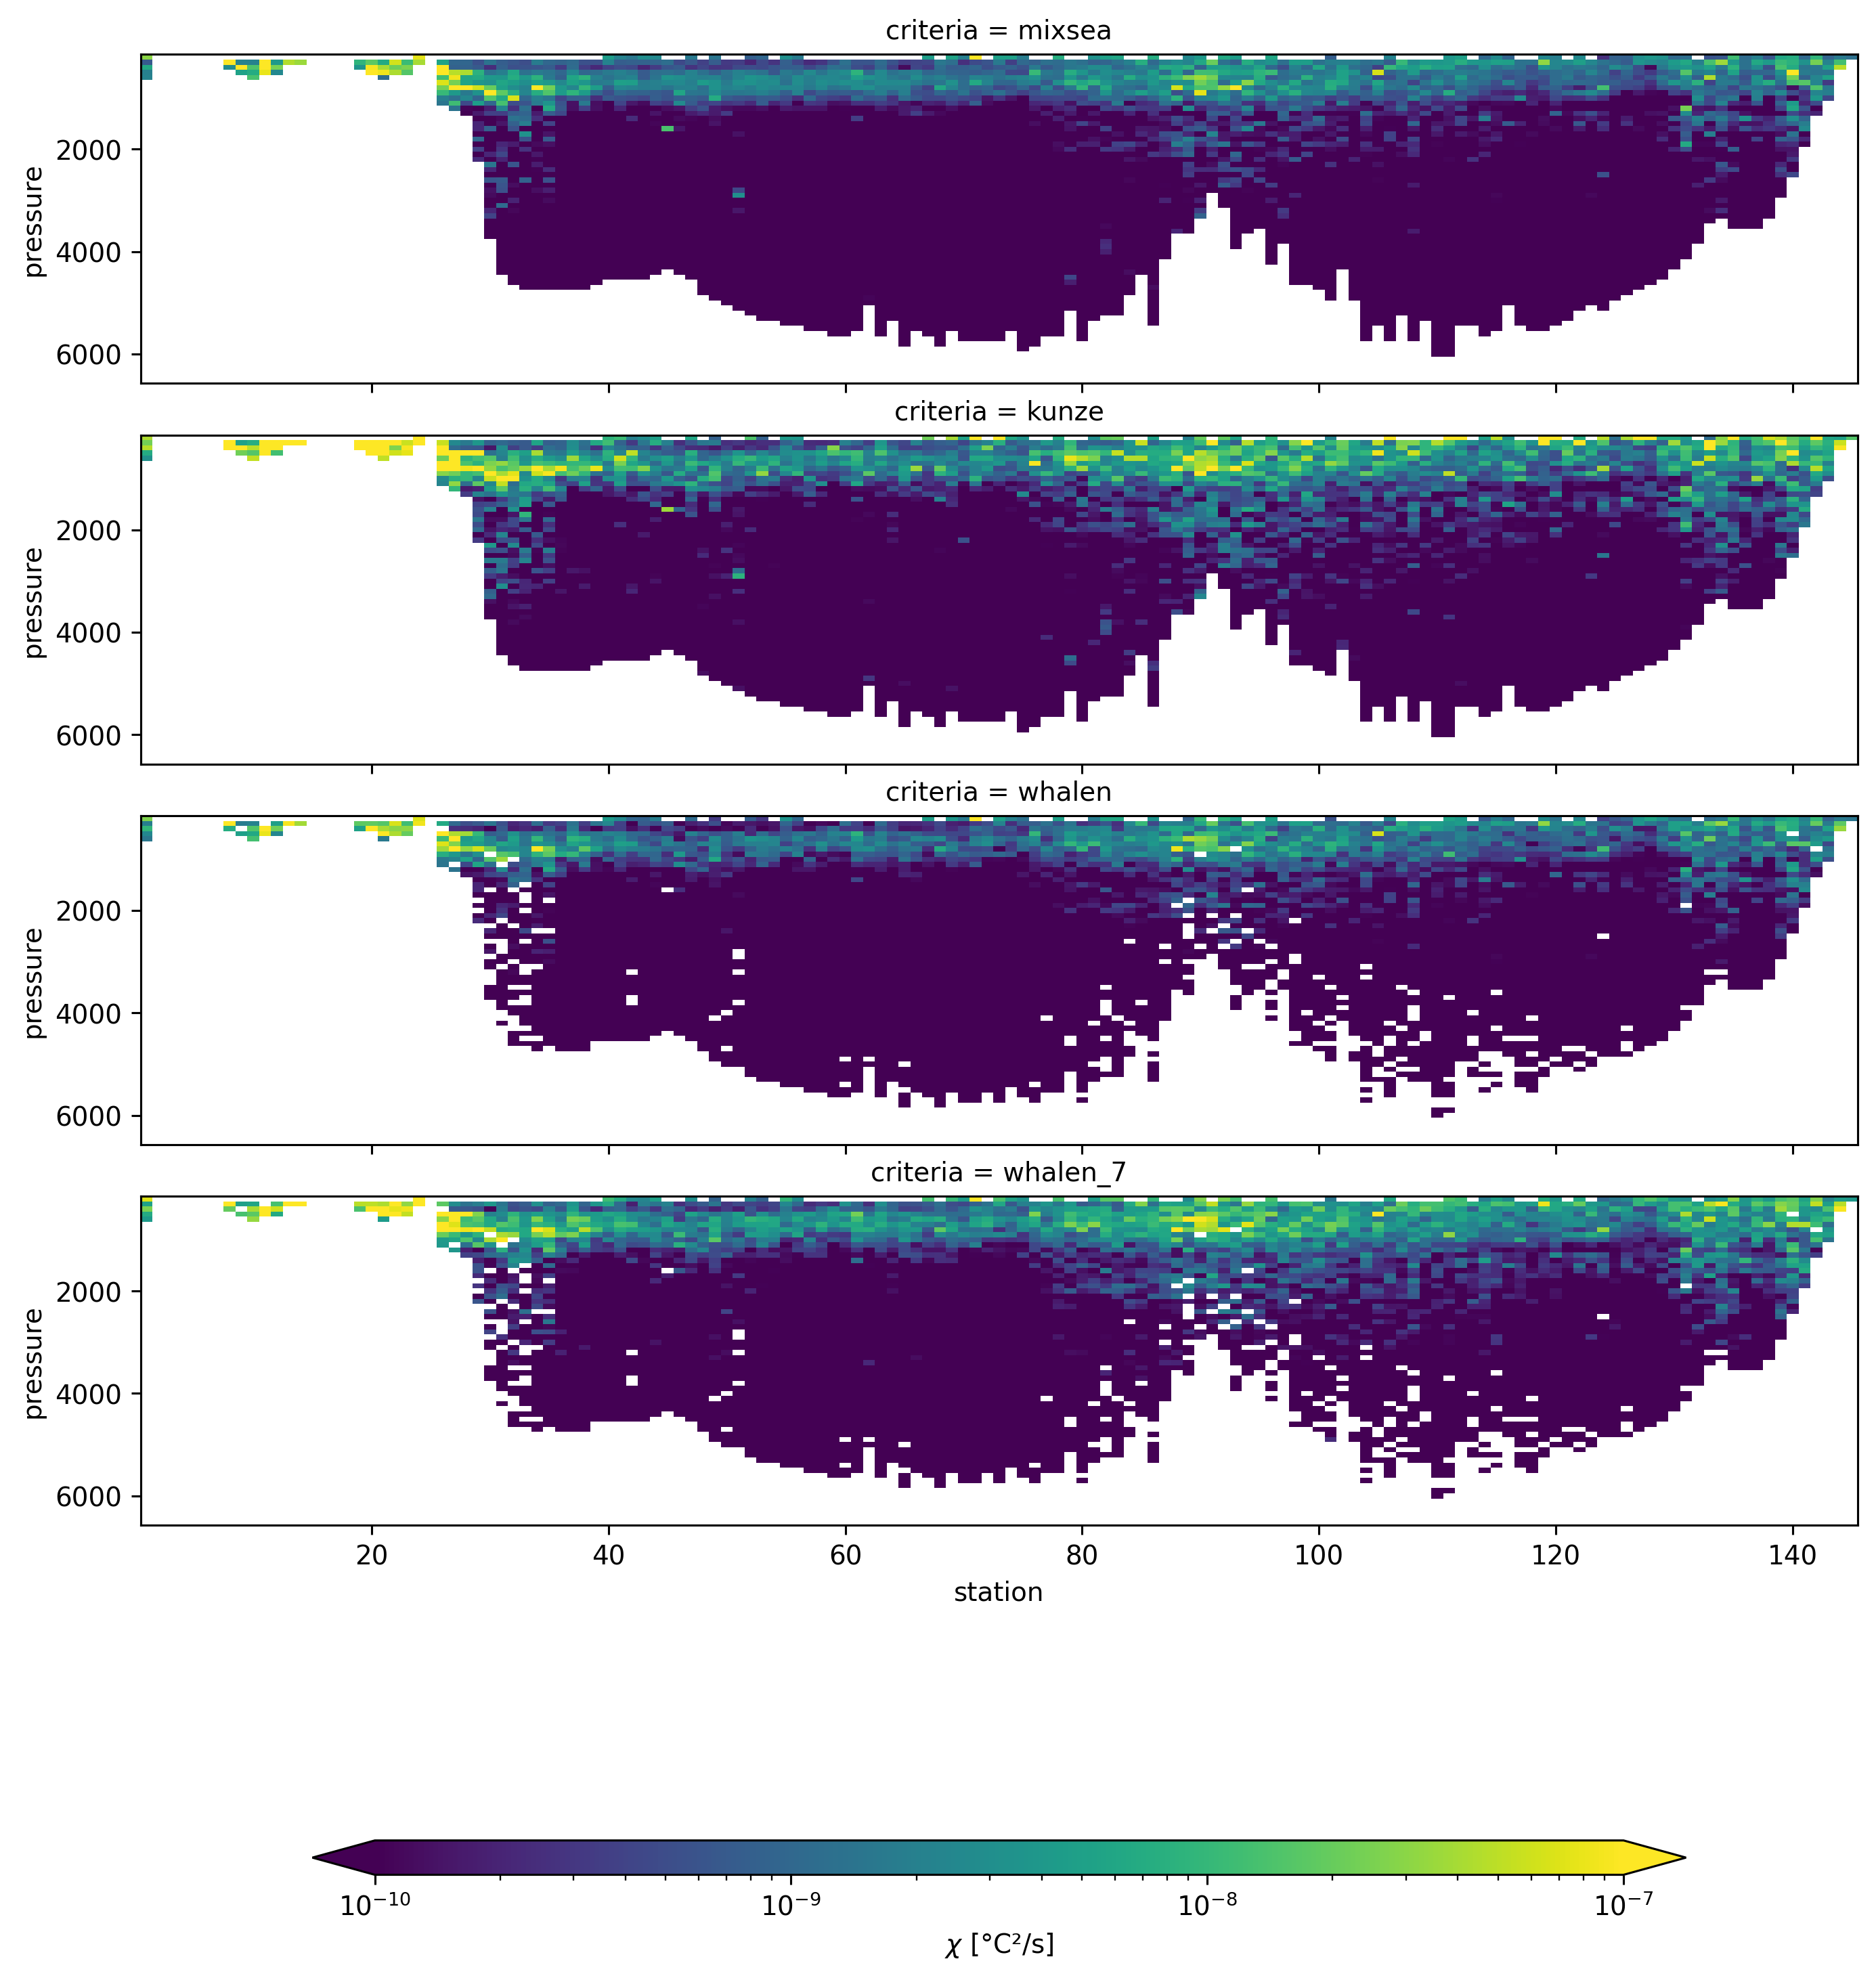 criteria = mixsea
pressure
2000
4000
6000
criteria = kunze
pressure
2000
4000
6000
criteria = whalen
pressure
2000
4000
6000
criteria = whalen_7
pressure
2000
4000
6000
20 40 60 80 100 120 140
station
10⁻¹⁰ 10⁻⁹ 10⁻⁸ 10⁻⁷
χ [°C²/s]